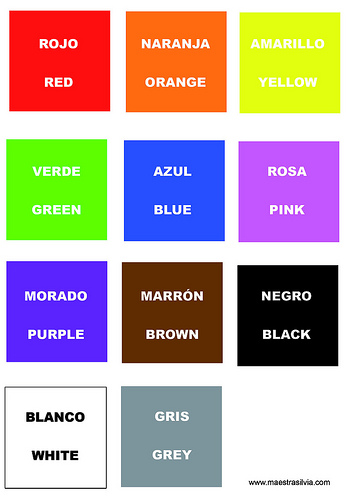 ROJO
RED
NARANJA
ORANGE
AMARILLO
YELLOW
VERDE
GREEN
AZUL
BLUE
ROSA
PINK
MORADO
PURPLE
MARRÓN
BROWN
NEGRO
BLACK
BLANCO
WHITE
GRIS
GREY
www.maestrasilvia.com